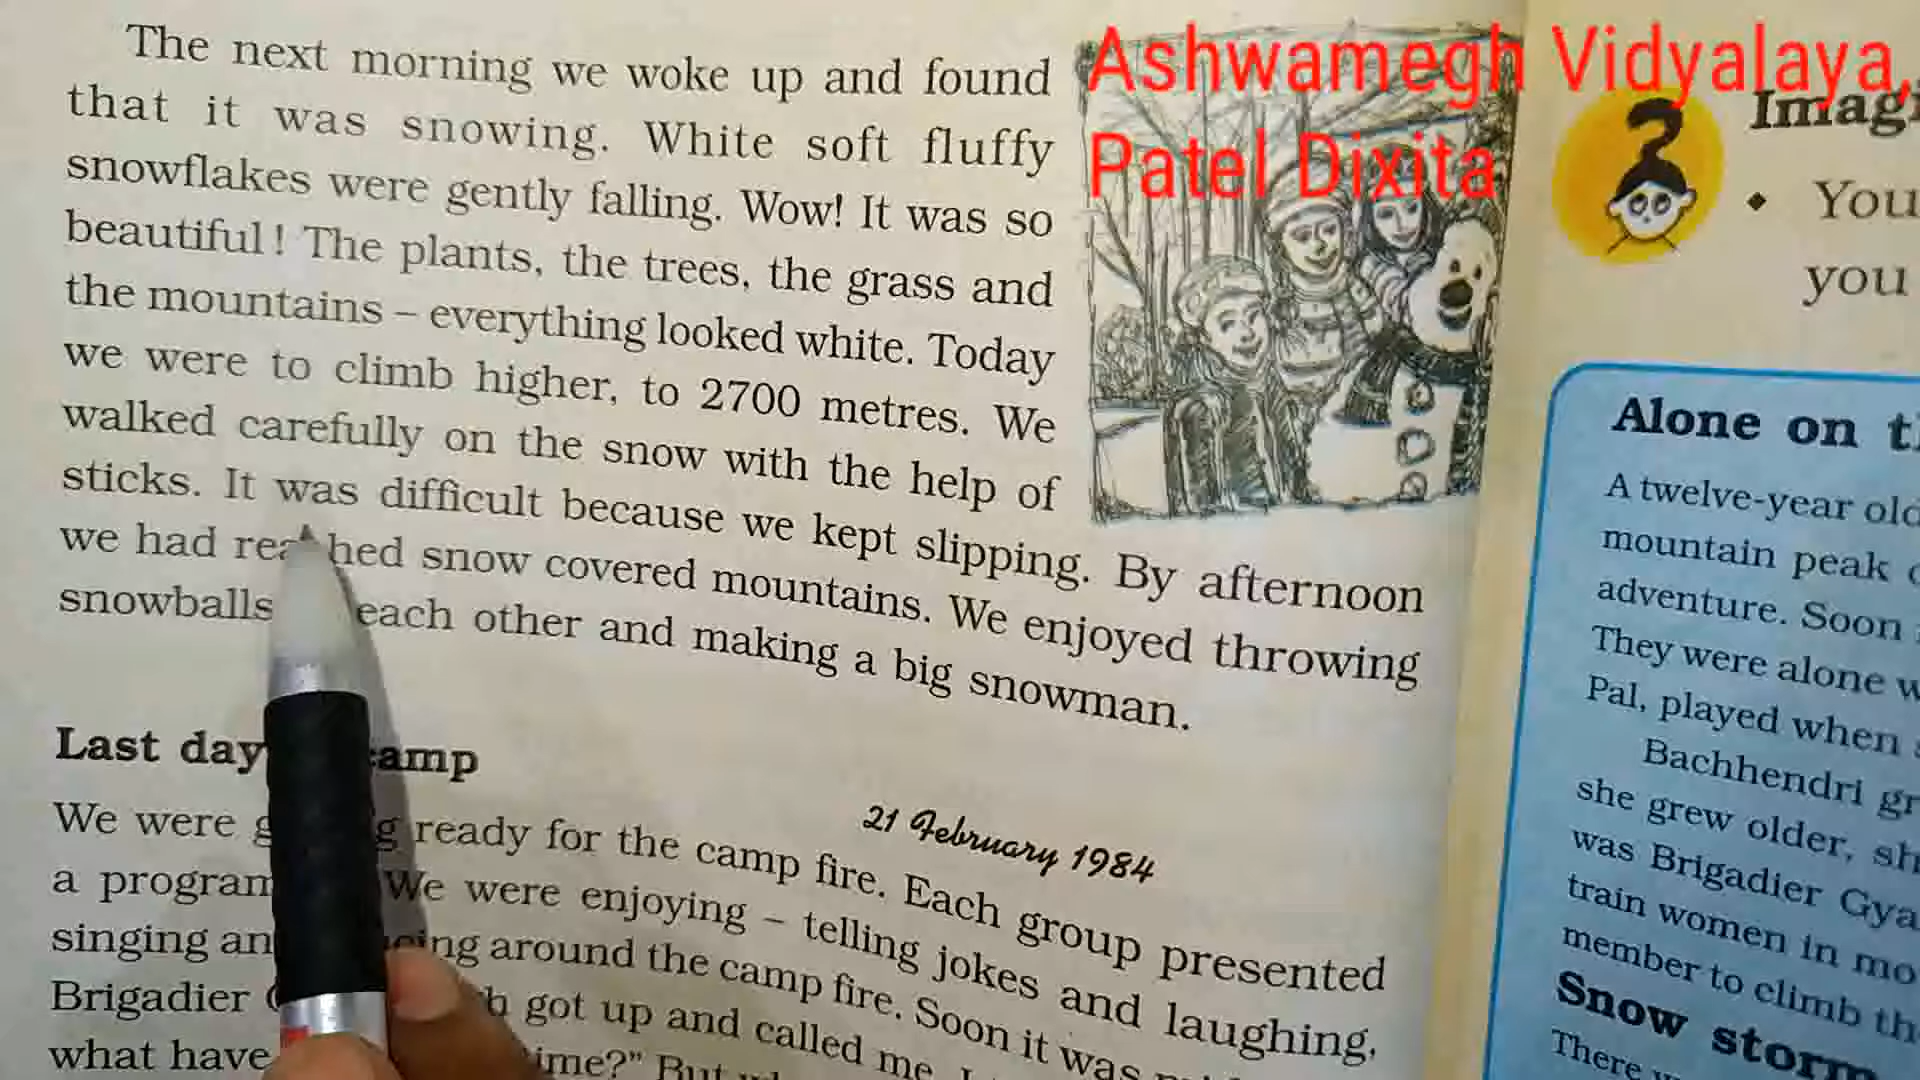 The next morning we woke up and found
that it was snowing. White soft fluffy
snowflakes were gently falling. Wow! It was so
beautiful! The plants, the trees, the grass and
the mountains – everything looked white. Today
we were to climb higher, to 2700 metres. We
walked carefully on the snow with the help of
sticks. It was difficult because we kept slipping. By afternoon
we had reached snow covered mountains. We enjoyed throwing
snowballs each other and making a big snowman.
Last day camp
21 February 1984
We were ready for the camp fire. Each group presented
a We were enjoying – telling jokes and laughing,
singing around the camp fire. Soon it was
Brigadier got up and called me.
what have But
Ashwamegh Vidyalaya,
Patel Dixita
You
you
Alone on
A twelve-year old
mountain peak
adventure. Soon
They were alone
Pal, played when
Bachhendri
she grew older,
was Brigadier
train women in
member to climb
Snow storm
There